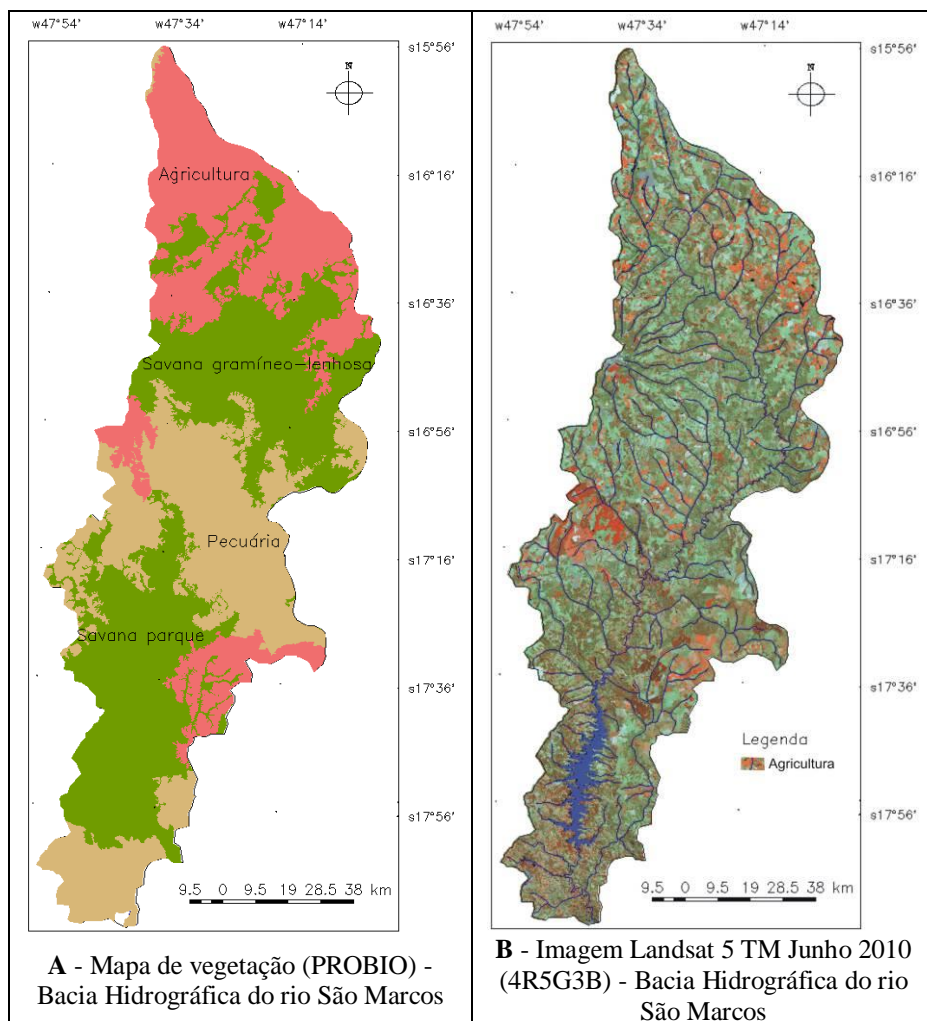 w47°54' w47°34' w47°14'
N
s15°56'
s16°16'
s16°36'
s16°56'
s17°16'
s17°36'
s17°56'
Agricultura
Savana gramíneo-lenhosa
Pecuária
Savana parque
9.5 0 9.5 19 28.5 38 km
A - Mapa de vegetação (PROBIO) -
Bacia Hidrográfica do rio São Marcos
w47°54' w47°34' w47°14'
N
s15°56'
s16°16'
s16°36'
s16°56'
s17°16'
s17°36'
s17°56'
Legenda
Agricultura
9.5 0 9.5 19 28.5 38 km
B - Imagem Landsat 5 TM Junho 2010
(4R5G3B) - Bacia Hidrográfica do rio
São Marcos